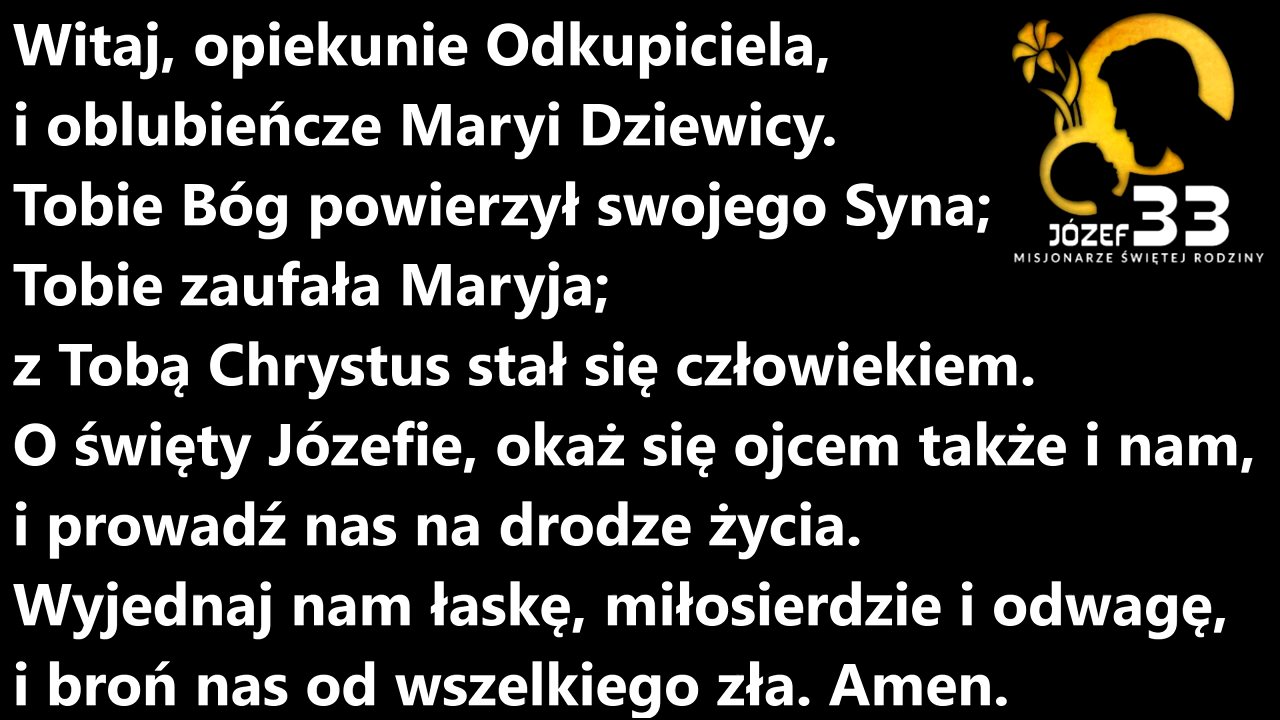 Witaj, opiekunie Odkupiciela,
i oblubieńcze Maryi Dziewicy.
Tobie Bóg powierzył swojego Syna;
Tobie zaufała Maryja;
z Tobą Chrystus stał się człowiekiem.
O święty Józefie, okaż się ojcem także i nam,
i prowadź nas na drodze życia.
Wyjednaj nam łaskę, miłosierdzie i odwagę,
i broń nas od wszelkiego zła. Amen.
JÓZEF 33
MISJONARZE ŚWIĘTEJ RODZINY